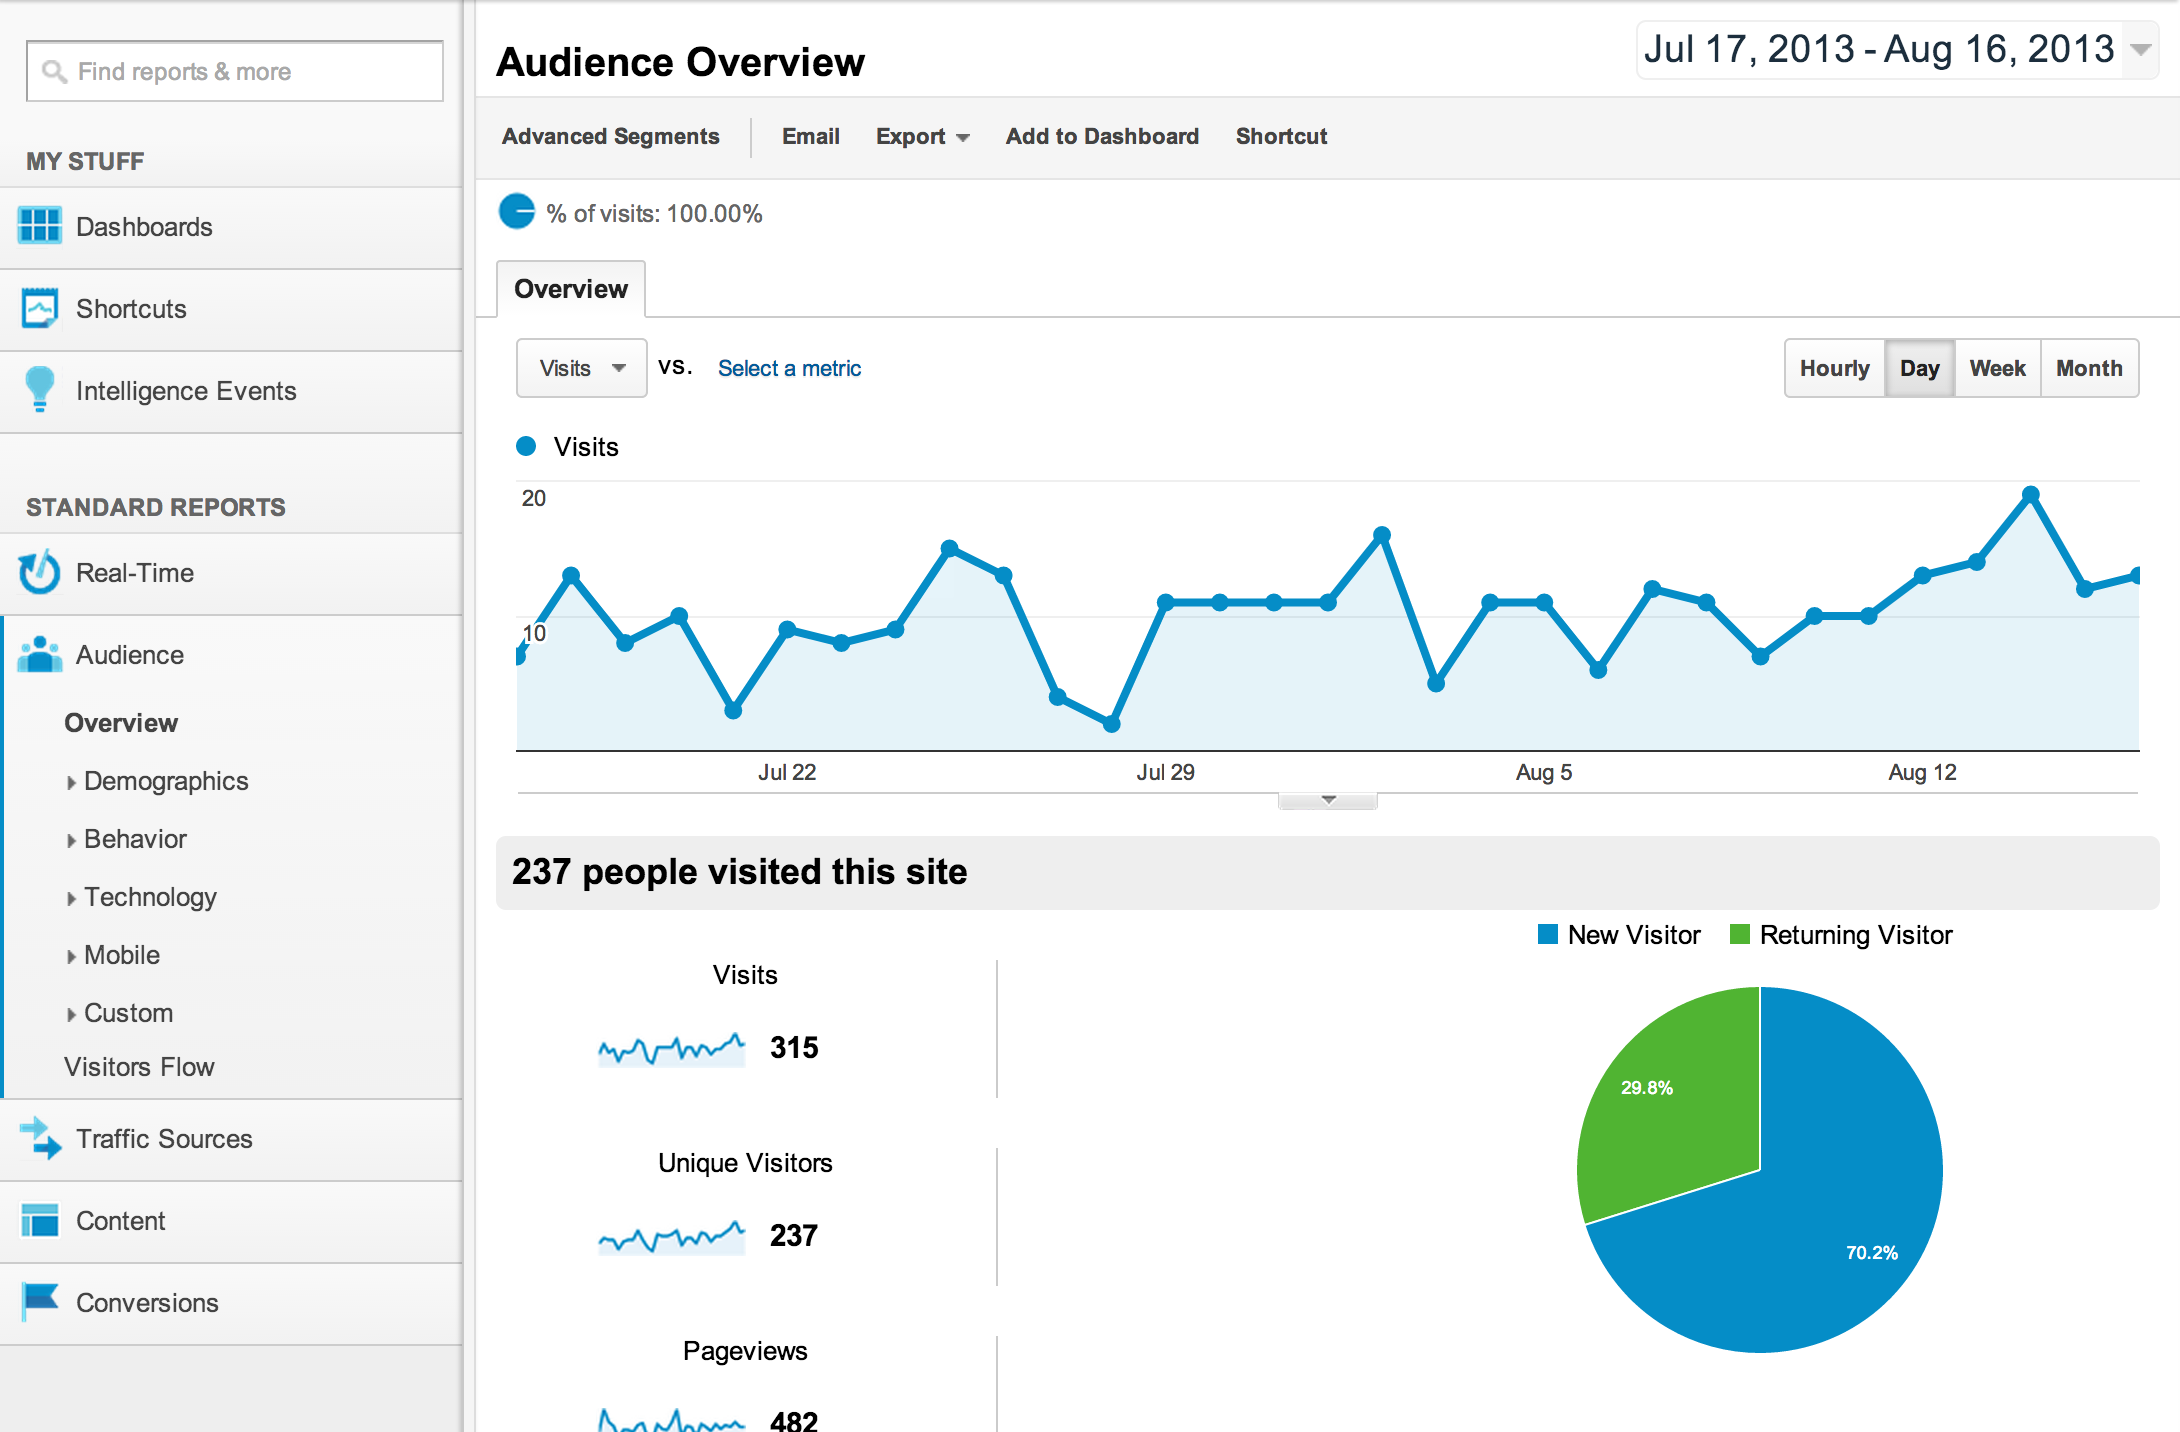 Find reports & more
MY STUFF
Dashboards
Shortcuts
Intelligence Events
STANDARD REPORTS
Real-Time
Audience
Overview
Demographics
Behavior
Technology
Mobile
Custom
Visitors Flow
Traffic Sources
Content
Conversions
Audience Overview
Jul 17, 2013 - Aug 16, 2013
Advanced Segments
Email
Export
Add to Dashboard
Shortcut
% of visits: 100.00%
Overview
Visits
vs.
Select a metric
Hourly
Day
Week
Month
Visits
20
10
Jul 22
Jul 29
Aug 5
Aug 12
237 people visited this site
Visits
315
Unique Visitors
237
Pageviews
482
New Visitor
Returning Visitor
29.8%
70.2%